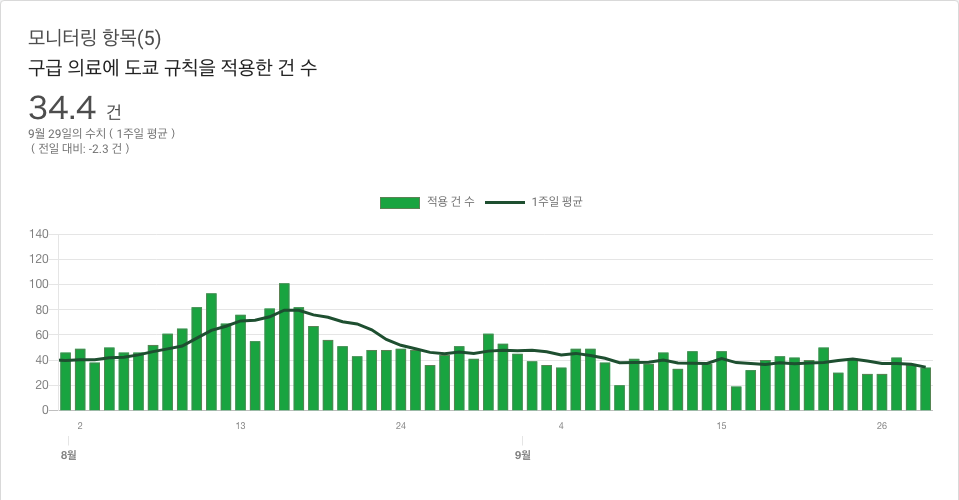 모니터링 항목(5)
구급 의료에 도쿄 규칙을 적용한 건 수
34.4 건
9월 29일의 수치 ( 1주일 평균 )
( 전일 대비: -2.3 건 )
적용 건 수 1주일 평균
140
120
100
80
60
40
20
0
2 13 24 4 15 26
8월 9월